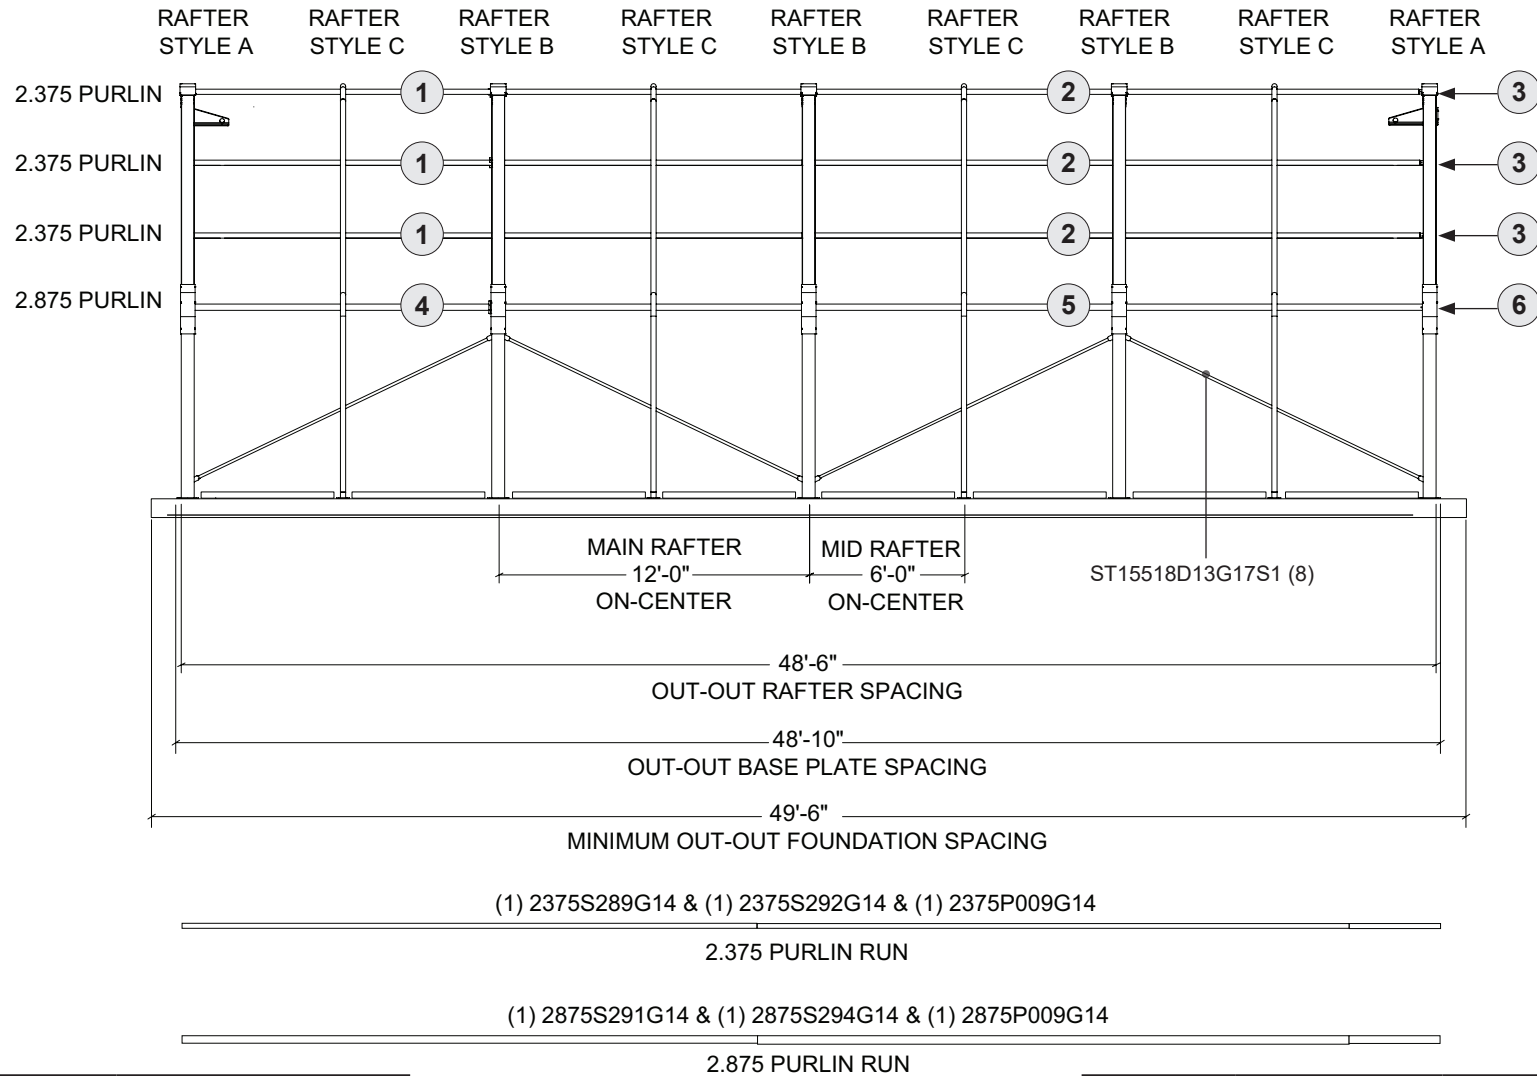 RAFTER RAFTER RAFTER RAFTER RAFTER RAFTER RAFTER RAFTER RAFTER
STYLE A STYLE C STYLE B STYLE C STYLE B STYLE C STYLE B STYLE C STYLE A
2.375 PURLIN 1 2 3
2.375 PURLIN 1 2 3
2.375 PURLIN 1 2 3
2.875 PURLIN 4 5 6
MAIN RAFTER
12'-0"
ON-CENTER
MID RAFTER
6'-0"
ON-CENTER
ST15518D13G17S1 (8)
48'-6"
OUT-OUT RAFTER SPACING
48'-10"
OUT-OUT BASE PLATE SPACING
49'-6"
MINIMUM OUT-OUT FOUNDATION SPACING
(1) 2375S289G14 & (1) 2375S292G14 & (1) 2375P009G14
2.375 PURLIN RUN
(1) 2875S291G14 & (1) 2875S294G14 & (1) 2875P009G14
2.875 PURLIN RUN